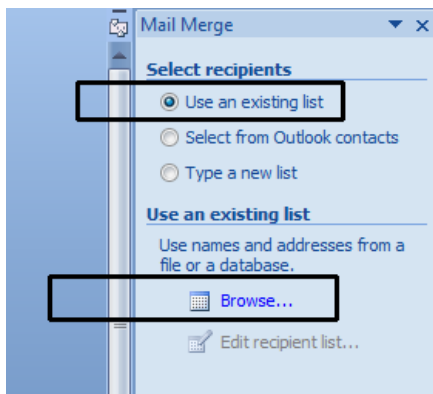 Mail Merge
Select recipients
Use an existing list
Select from Outlook contacts
Type a new list
Use an existing list
Use names and addresses from a
file or a database.
Browse...
Edit recipient list...